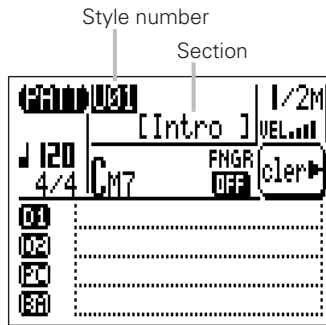 Style number
Section
PATT U01 1/2M
[Intro ] VEL
♩ 120 CM7 FNGR cler
4/4 OFF
D1
D2
PC
BA